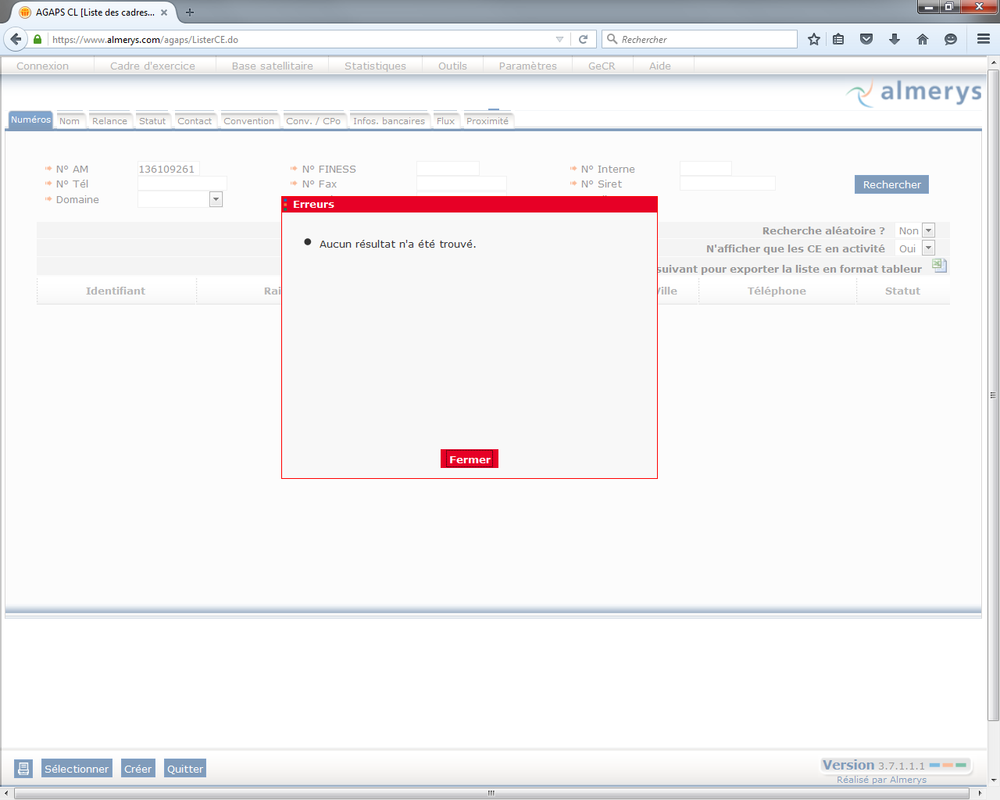 AGAPS CL [Liste des cadres...
https://www.almerys.com/agaps/ListerCE.do
Rechercher
Connexion Cadre d'exercice Base satellitaire Statistiques Outils Paramètres GeCR Aide
almerys
Numéros Nom Relance Statut Contact Convention Conv. / CPo Infos. bancaires Flux Proximité
N° AM 136109261 N° FINESS N° Interne
N° Tél N° Fax N° Siret Rechercher
Domaine
Erreurs
Aucun résultat n'a été trouvé.
Fermer
Recherche aléatoire ? Non
N'afficher que les CE en activité Oui
suivant pour exporter la liste en format tableur
Identifiant Rai ille Téléphone Statut
Sélectionner Créer Quitter
Version 3.7.1.1.1
Réalisé par Almerys